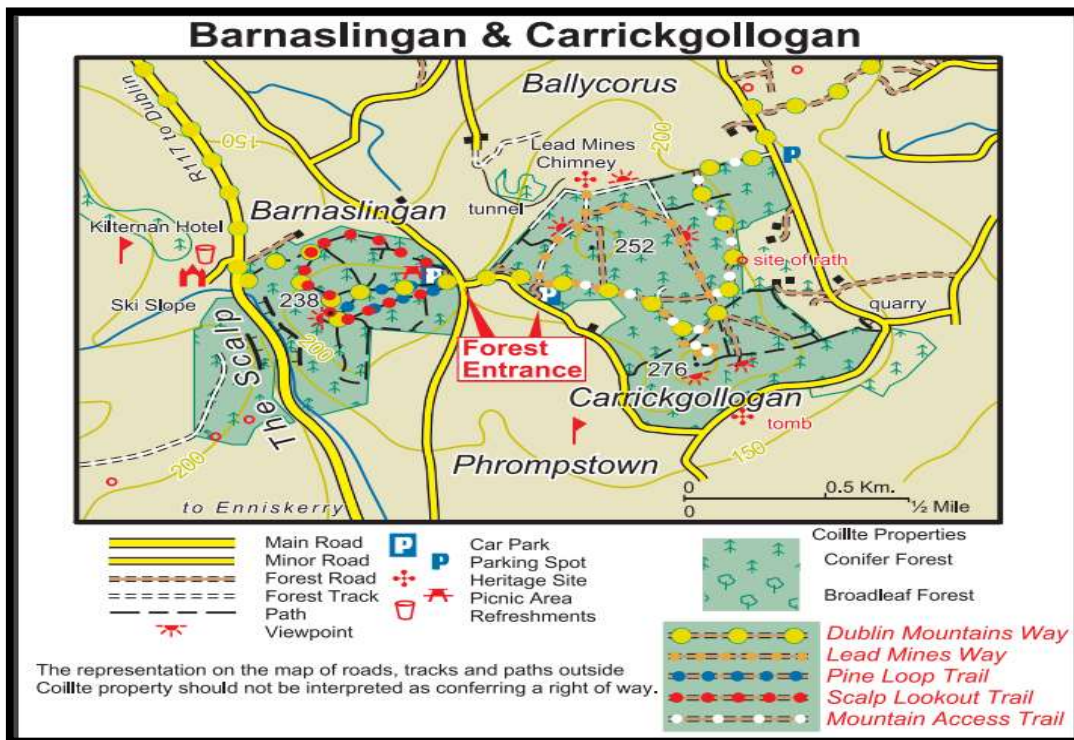 Barnaslingan & Carrickgollogan
R117 to Dublin
150
Ballycorus
200
Lead Mines
Chimney
P
tunnel
Barnaslingan
Kilternan Hotel
252
site of rath
P
P
238
Ski Slope
quarry
The Scalp
200
Forest
Entrance
276
Carrickgollogan
tomb
200
Phrompstown
150
0 0.5 Km.
to Enniskerry
0 ½ Mile
Main Road
Minor Road
Forest Road
Forest Track
Path
Viewpoint
P Car Park
P Parking Spot
Heritage Site
Picnic Area
Refreshments
Coillte Properties
Conifer Forest
Broadleaf Forest
Dublin Mountains Way
Lead Mines Way
Pine Loop Trail
Scalp Lookout Trail
Mountain Access Trail
The representation on the map of roads, tracks and paths outside
Coillte property should not be interpreted as conferring a right of way.